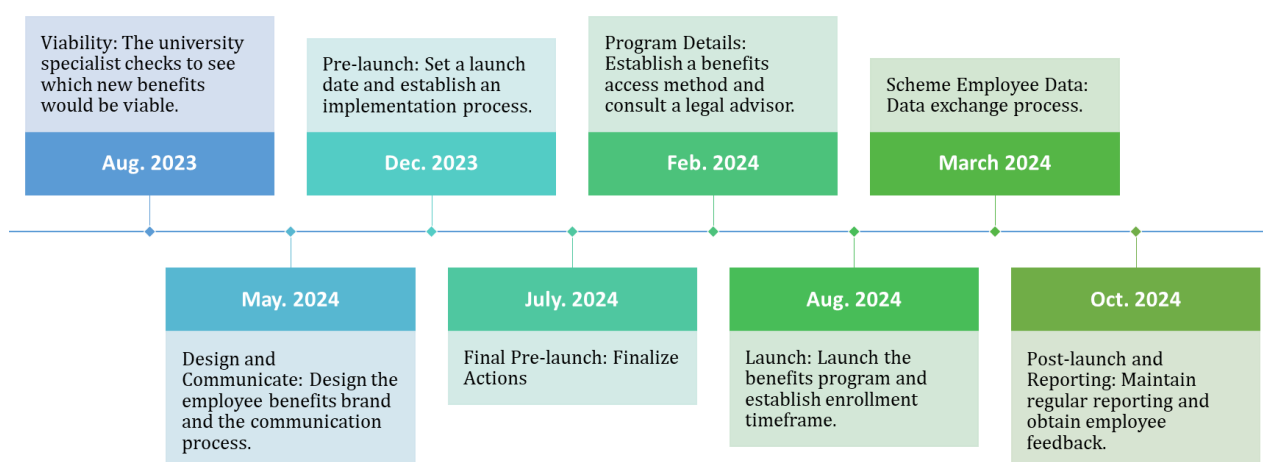 Viability: The university
specialist checks to see
which new benefits
would be viable.
Aug. 2023
Pre-launch: Set a launch
date and establish an
implementation process.
Dec. 2023
Program Details:
Establish a benefits
access method and
consult a legal advisor.
Feb. 2024
Scheme Employee Data:
Data exchange process.
March 2024
May. 2024
Design and
Communicate: Design the
employee benefits brand
and the communication
process.
July. 2024
Final Pre-launch: Finalize
Actions
Aug. 2024
Launch: Launch the
benefits program and
establish enrollment
timeframe.
Oct. 2024
Post-launch and
Reporting: Maintain
regular reporting and
obtain employee
feedback.